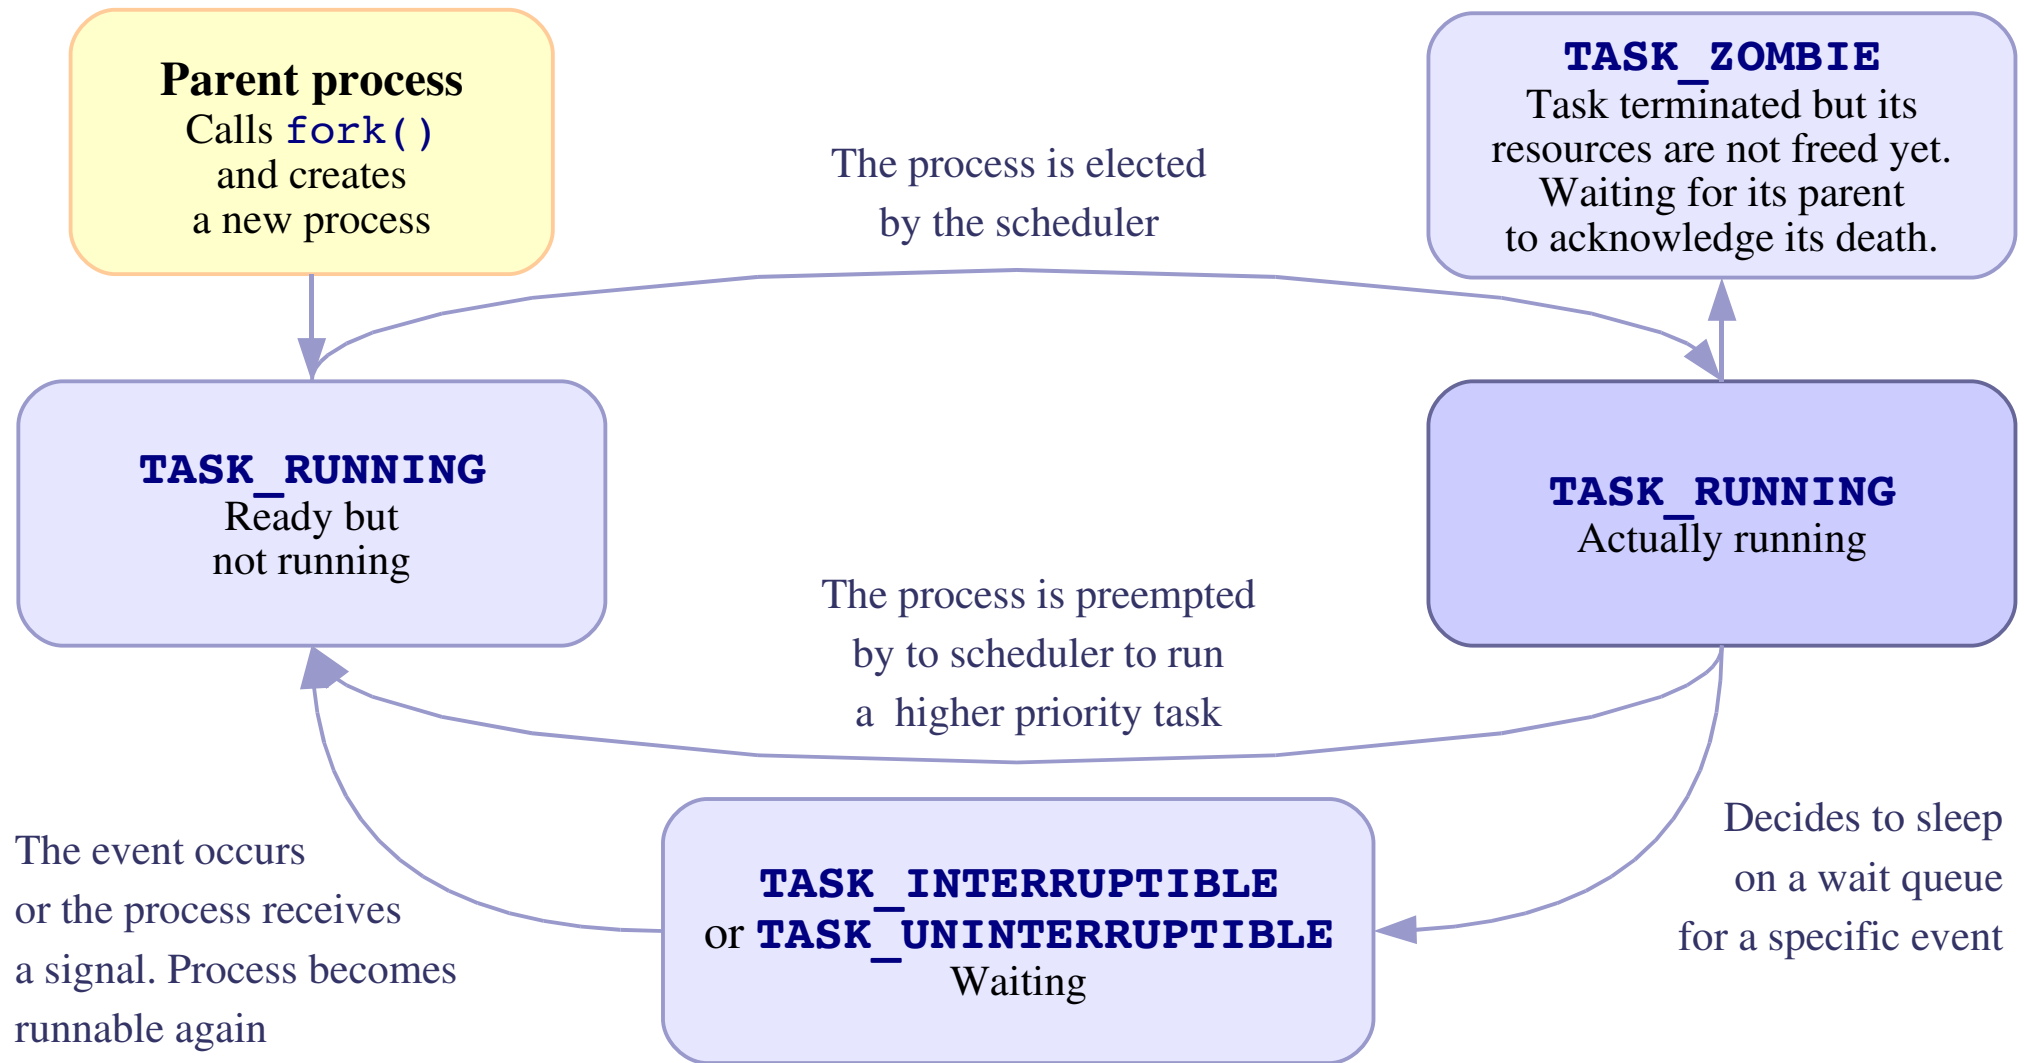 Parent process
Calls fork()
and creates
a new process
The process is elected
by the scheduler
TASK_ZOMBIE
Task terminated but its
resources are not freed yet.
Waiting for its parent
to acknowledge its death.
TASK_RUNNING
Ready but
not running
TASK_RUNNING
Actually running
The process is preempted
by to scheduler to run
a higher priority task
The event occurs
or the process receives
a signal. Process becomes
runnable again
TASK_INTERRUPTIBLE
or TASK_UNINTERRUPTIBLE
Waiting
Decides to sleep
on a wait queue
for a specific event